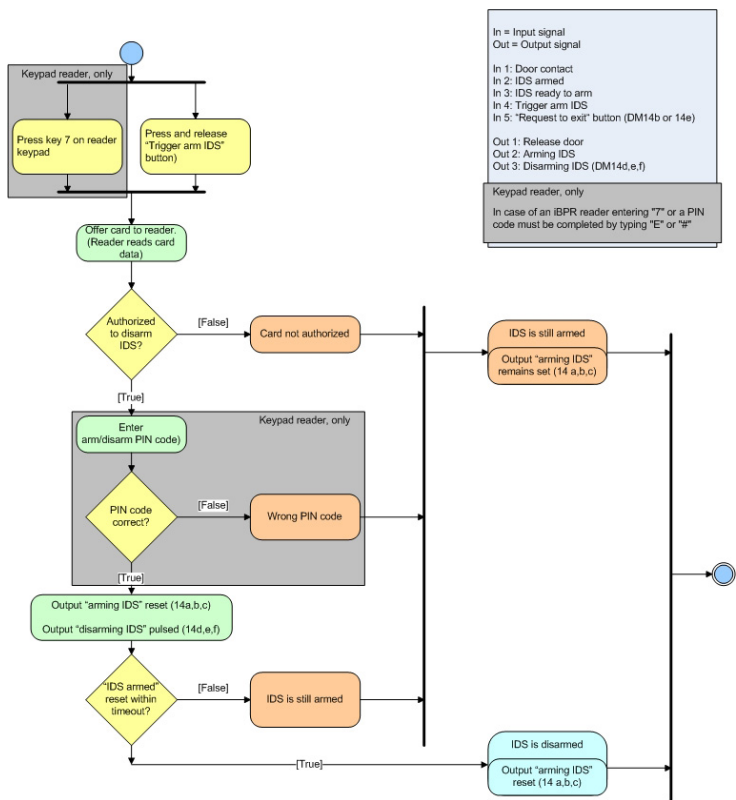 Keypad reader, only
Press key 7 on reader
keypad
Press and release
“Trigger arm IDS”
button)
In = Input signal
Out = Output signal
In 1: Door contact
In 2: IDS armed
In 3: IDS ready to arm
In 4: Trigger arm IDS
In 5: “Request to exit” button (DM14b or 14e)
Out 1: Release door
Out 2: Arming IDS
Out 3: Disarming IDS (DM14d,e,f)
Keypad reader, only
In case of an iBPR reader entering "7" or a PIN
code must be completed by typing "E" or "#"
Offer card to reader.
(Reader reads card
data)
Authorized
to disarm
IDS?
[False]
Card not authorized
IDS is still armed
Output “arming IDS”
remains set (14 a,b,c)
[True]
Enter
arm/disarm PIN code)
Keypad reader, only
PIN code
correct?
[False]
Wrong PIN code
[True]
Output “arming IDS” reset (14a,b,c)
Output “disarming IDS” pulsed (14d,e,f)
“IDS armed”
reset within
timeout?
[False]
IDS is still armed
[True]
IDS is disarmed
Output “arming IDS”
reset (14 a,b,c)